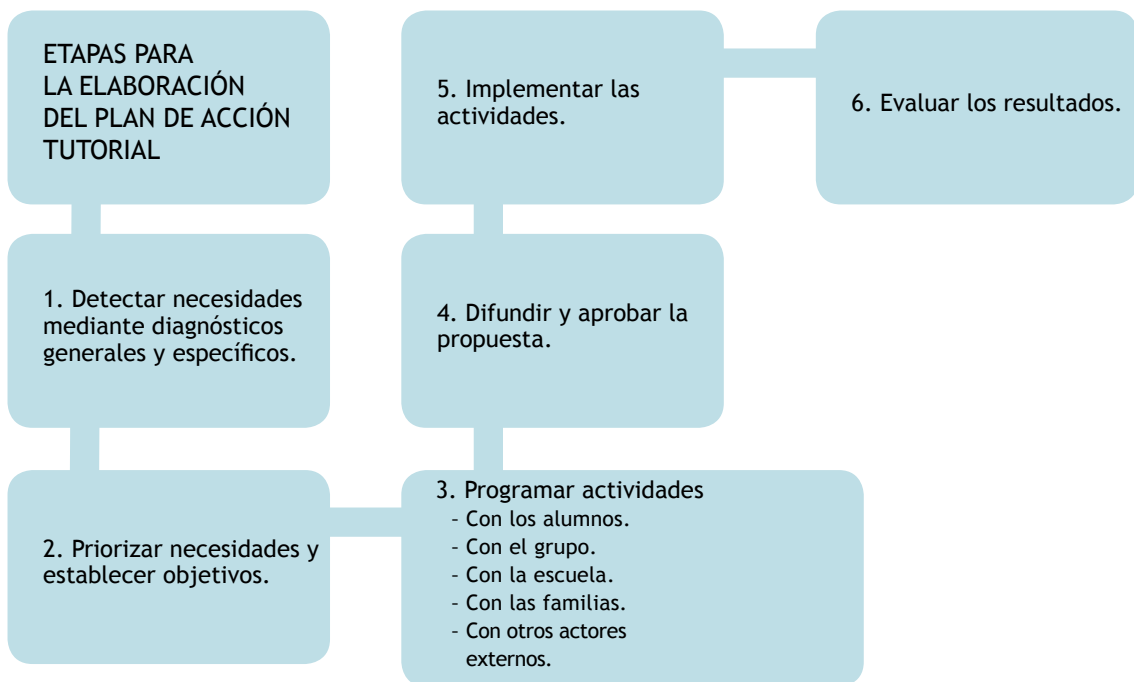 ETAPAS PARA
LA ELABORACIÓN
DEL PLAN DE ACCIÓN
TUTORIAL
1. Detectar necesidades
mediante diagnósticos
generales y específicos.
2. Priorizar necesidades y
establecer objetivos.
3. Programar actividades
- Con los alumnos.
- Con el grupo.
- Con la escuela.
- Con las familias.
- Con otros actores
externos.
4. Difundir y aprobar la
propuesta.
5. Implementar las
actividades.
6. Evaluar los resultados.